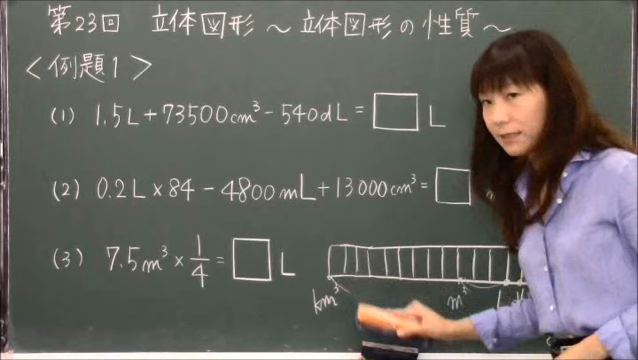 第23回 立体図形 ～ 立体図形の性質～
<例題1>
(1) 1.5L+73500cm³-540dL=□ L
(2) 0.2L×84-4800mL+13000cm³=□
(3) 7.5m³×1/4=□ L
km³ m³